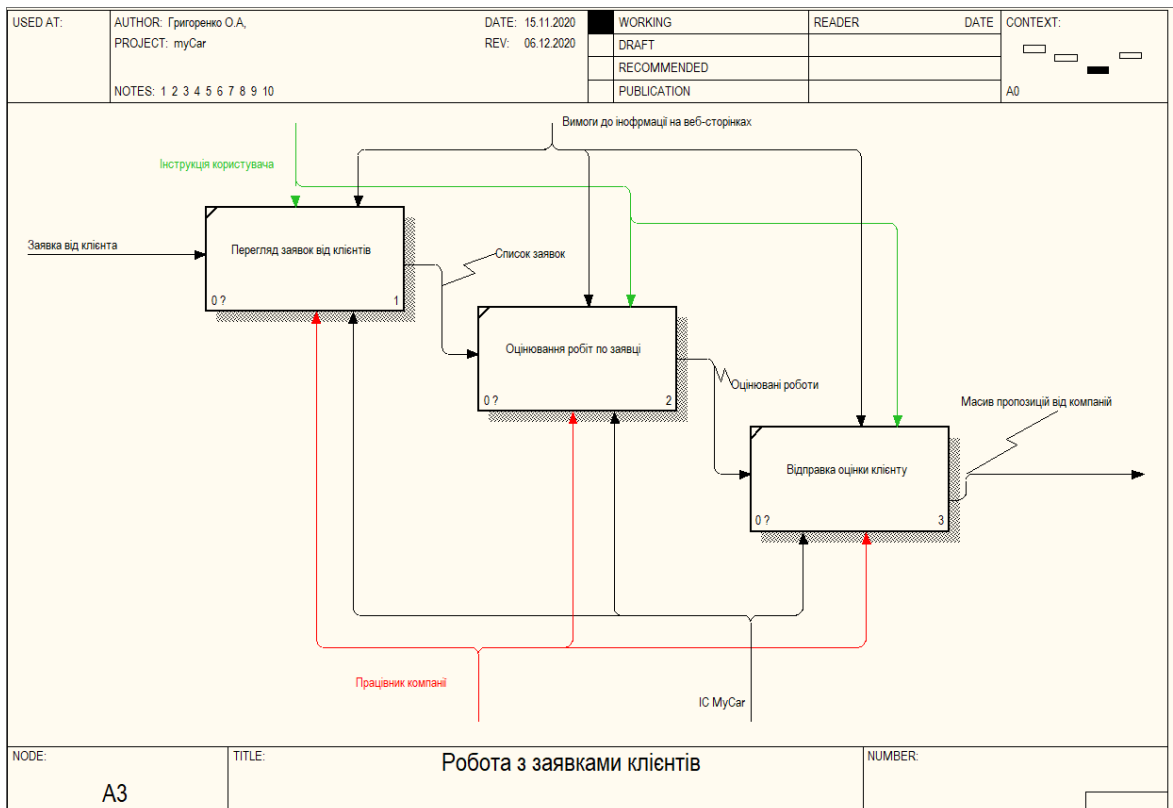 USED AT:
AUTHOR: Григоренко О.А,
DATE: 15.11.2020
WORKING
READER
DATE
CONTEXT:
PROJECT: myCar
REV: 06.12.2020
DRAFT
RECOMMENDED
NOTES: 1 2 3 4 5 6 7 8 9 10
PUBLICATION
A0
Вимоги до інофрмації на веб-сторінках
Інструкція користувача
Заявка від клієнта
Перегляд заявок від клієнтів
0 ?
1
Список заявок
Оцінювання робіт по заявці
0 ?
2
Оцінювані роботи
Масив пропозицій від компаній
Відправка оцінки клієнту
0 ?
3
Працівник компанії
ІС MyCar
NODE:
TITLE:
Робота з заявками клієнтів
NUMBER:
A3